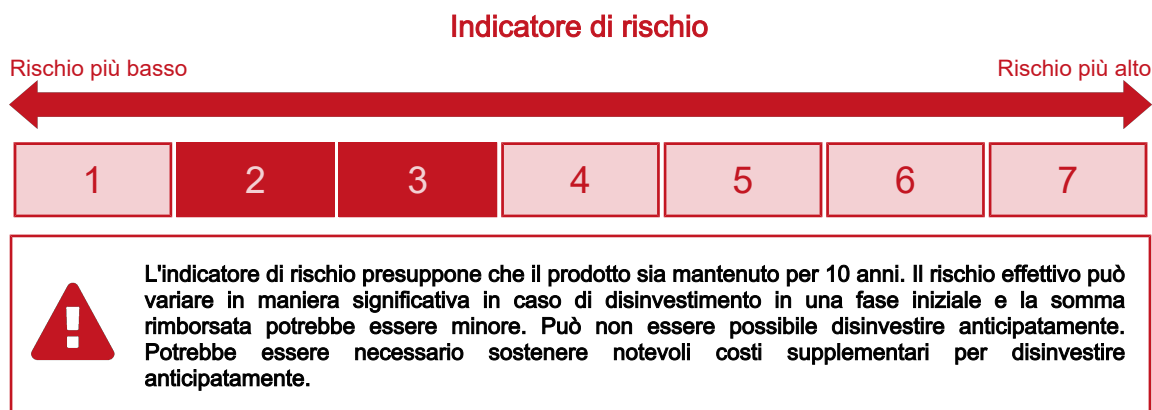 Indicatore di rischio
Rischio più basso
Rischio più alto
1 2 3 4 5 6 7
L'indicatore di rischio presuppone che il prodotto sia mantenuto per 10 anni. Il rischio effettivo può
variare in maniera significativa in caso di disinvestimento in una fase iniziale e la somma
rimborsata potrebbe essere minore. Può non essere possibile disinvestire anticipatamente.
Potrebbe essere necessario sostenere notevoli costi supplementari per disinvestire
anticipatamente.